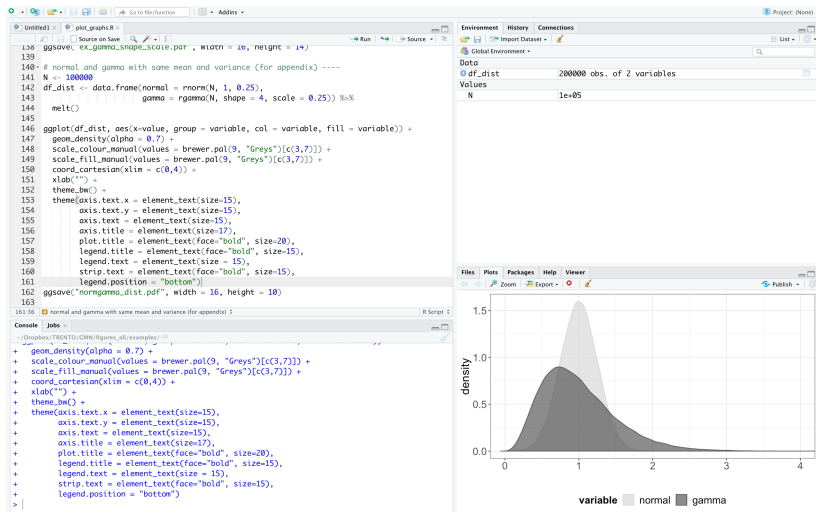 Go to file/function
Addins
Project: (None)
Untitled1
plot_graphs.R
Source on Save
Run
Source
138 ggsave("ex_gamma_shape_scale.pdf", width = 16, height = 14)
139
140 # normal and gamma with same mean and variance (for appendix) ----
141 N <- 100000
142 df_dist <- data.frame(normal = rnorm(N, 1, 0.25),
143 gamma = rgamma(N, shape = 4, scale = 0.25)) %>%
144 melt()
145
146 ggplot(df_dist, aes(x=value, group = variable, col = variable, fill = variable)) +
147 geom_density(alpha = 0.7) +
148 scale_colour_manual(values = brewer.pal(9, "Greys")[c(3,7)]) +
149 scale_fill_manual(values = brewer.pal(9, "Greys")[c(3,7)]) +
150 coord_cartesian(xlim = c(0,4)) +
151 xlab("") +
152 theme_bw() +
153 theme(axis.text.x = element_text(size=15),
154 axis.text.y = element_text(size=15),
155 axis.text = element_text(size=15),
156 axis.title = element_text(size=17),
157 plot.title = element_text(face="bold", size=20),
158 legend.title = element_text(face="bold", size=15),
159 legend.text = element_text(size = 15),
160 strip.text = element_text(face="bold", size=15),
161 legend.position = "bottom")
162 ggsave("normgamma_dist.pdf", width = 16, height = 10)
163
161:36 normal and gamma with same mean and variance (for appendix) R Script
Console Jobs
~/Dropbox/TRENTO/GMN/figures_all/examples/
+ geom_density(alpha = 0.7) +
+ scale_colour_manual(values = brewer.pal(9, "Greys")[c(3,7)]) +
+ scale_fill_manual(values = brewer.pal(9, "Greys")[c(3,7)]) +
+ coord_cartesian(xlim = c(0,4)) +
+ xlab("") +
+ theme_bw() +
+ theme(axis.text.x = element_text(size=15),
+ axis.text.y = element_text(size=15),
+ axis.text = element_text(size=15),
+ axis.title = element_text(size=17),
+ plot.title = element_text(face="bold", size=20),
+ legend.title = element_text(face="bold", size=15),
+ legend.text = element_text(size = 15),
+ strip.text = element_text(face="bold", size=15),
+ legend.position = "bottom")
>
Environment History Connections
Import Dataset
List
Global Environment
Data
df_dist 200000 obs. of 2 variables
Values
N 1e+05
Files Plots Packages Help Viewer
Zoom Export Publish
density
1.5
1.0
0.5
0.0
0 1 2 3 4
variable normal gamma